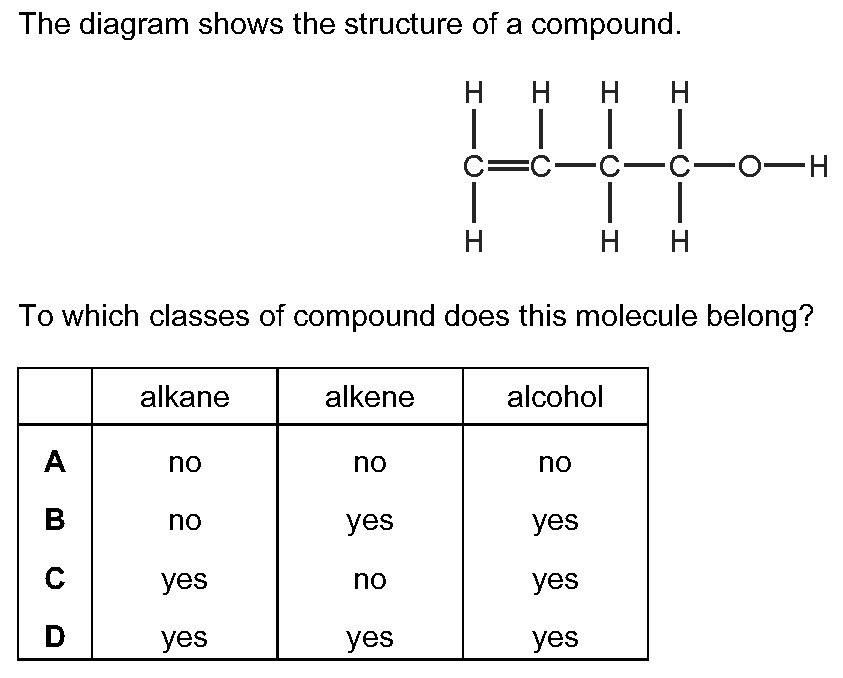 The diagram shows the structure of a compound.
H H H H
C C C C O H
H H H
To which classes of compound does this molecule belong?
alkane alkene alcohol
A no no no
B no yes yes
C yes no yes
D yes yes yes